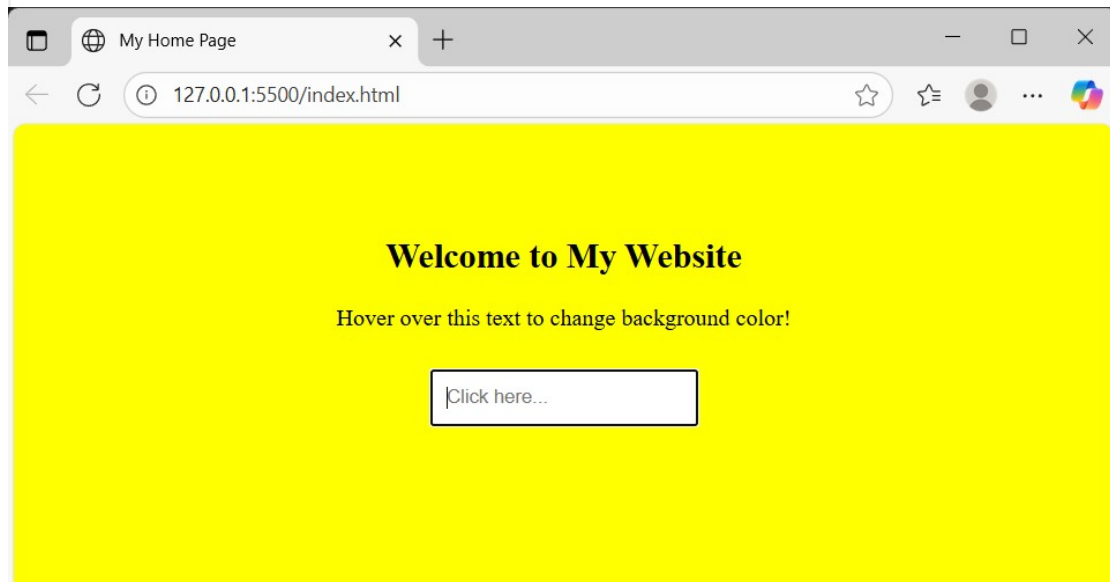 My Home Page
127.0.0.1:5500/index.html
Welcome to My Website
Hover over this text to change background color!
Click here...